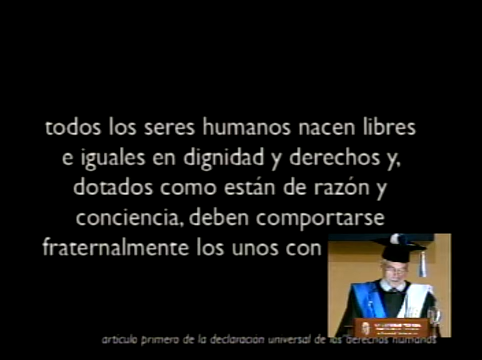 todos los seres humanos nacen libres
e iguales en dignidad y derechos y,
dotados como están de razón y
conciencia, deben comportarse
fraternalmente los unos con
artículo primero de la declaración universal de los derechos humanos